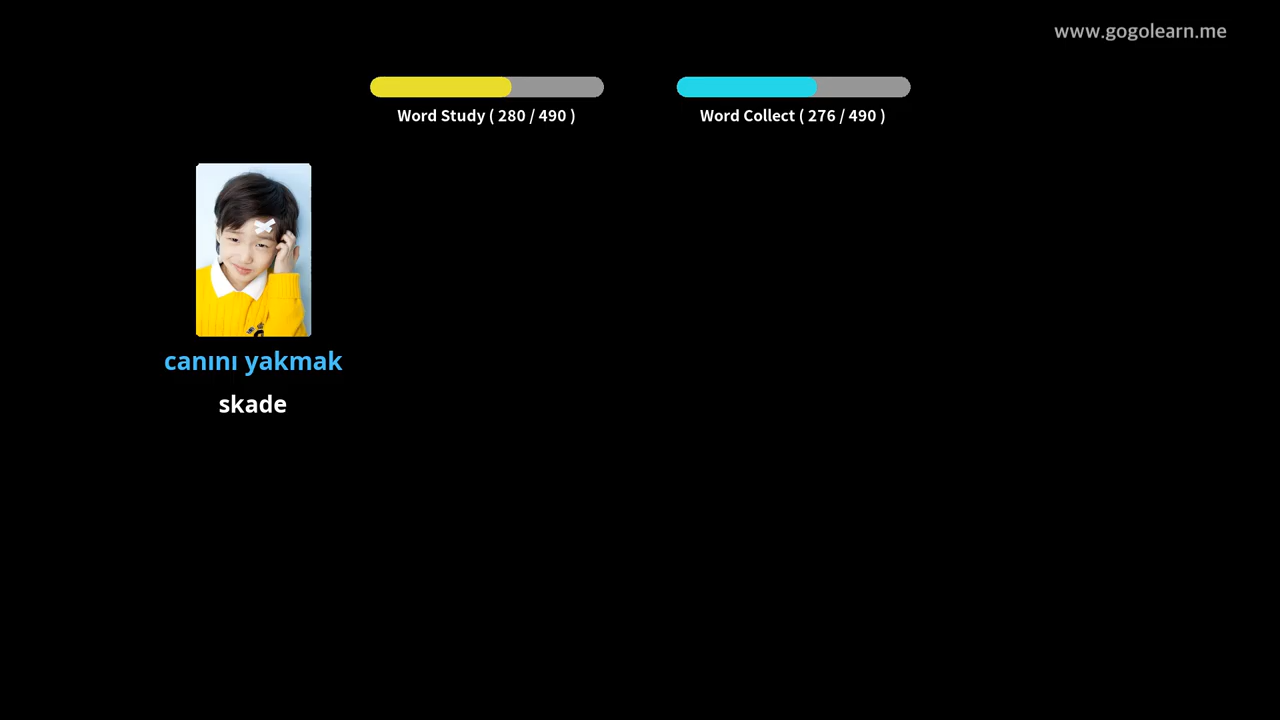 www.gogolearn.me
Word Study ( 280 / 490 )
Word Collect ( 276 / 490 )
canını yakmak
skade